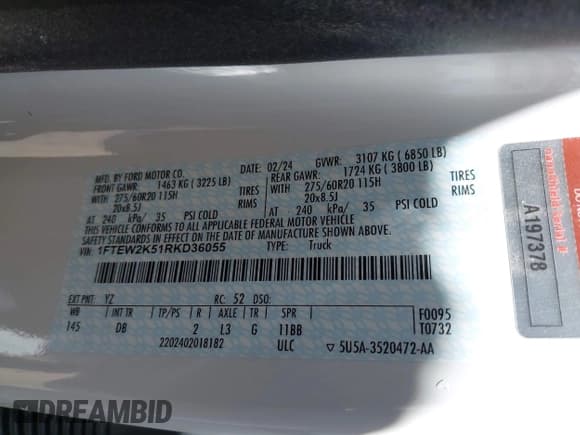 MFD. BY FORD MOTOR CO.
02/24 GVWR: 3107 KG ( 6850 LB)
FRONT GAWR: 1463 KG ( 3225 LB)
REAR GAWR: 1724 KG ( 3800 LB)
WITH 275/60R20 115H TIRES
WITH 275/60R20 115H TIRES
20x8.5J RIMS
20x8.5J RIMS
AT 240 kPa/ 35 PSI COLD
AT 240 kPa/ 35 PSI COLD
THIS VEHICLE CONFORMS TO ALL APPLICABLE FEDERAL MOTOR VEHICLE
SAFETY STANDARDS IN EFFECT ON THE DATE OF MANUFACTURE SHOWN ABOVE.
VIN: 1FTEW2K51RKD36055
TYPE: Truck
EXT PNT: YZ RC: 52 DSO:
WB INT TR TP/PS R AXLE TR SPR
F0095
145 DB 2 L3 G 11BB
T0732
2202402018182 ULC
5U5A-3520472-AA
A197378
DREAMBID